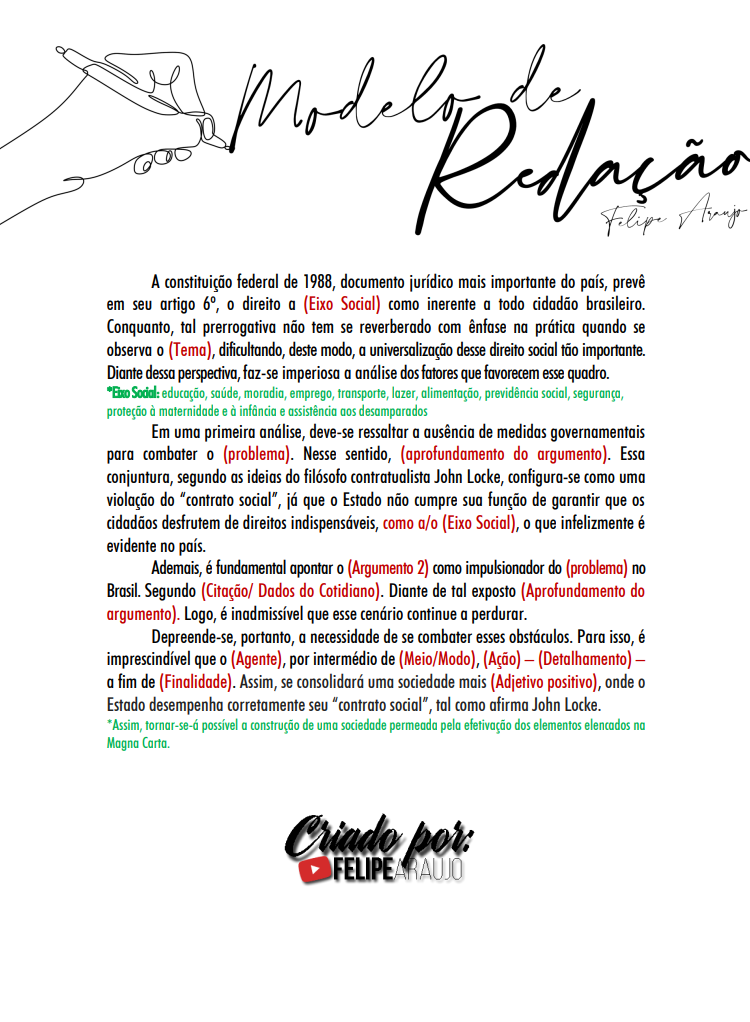 Modelo de
Redação
Felipe Araujo
A constituição federal de 1988, documento jurídico mais importante do país, prevê
em seu artigo 6º, o direito a (Eixo Social) como inerente a todo cidadão brasileiro.
Conquanto, tal prerrogativa não tem se reverberado com ênfase na prática quando se
observa o (Tema), dificultando, deste modo, a universalização desse direito social tão importante.
Diante dessa perspectiva, faz-se imperiosa a análise dos fatores que favorecem esse quadro.
*Eixo Social: educação, saúde, moradia, emprego, transporte, lazer, alimentação, previdência social, segurança,
proteção à maternidade e à infância e assistência aos desamparados
Em uma primeira análise, deve-se ressaltar a ausência de medidas governamentais
para combater o (problema). Nesse sentido, (aprofundamento do argumento). Essa
conjuntura, segundo as ideias do filósofo contratualista John Locke, configura-se como uma
violação do “contrato social”, já que o Estado não cumpre sua função de garantir que os
cidadãos desfrutem de direitos indispensáveis, como a/o (Eixo Social), o que infelizmente é
evidente no país.
Ademais, é fundamental apontar o (Argumento 2) como impulsionador do (problema) no
Brasil. Segundo (Citação/ Dados do Cotidiano). Diante de tal exposto (Aprofundamento do
argumento). Logo, é inadmissível que esse cenário continue a perdurar.
Depreende-se, portanto, a necessidade de se combater esses obstáculos. Para isso, é
imprescindível que o (Agente), por intermédio de (Meio/Modo), (Ação) – (Detalhamento) –
a fim de (Finalidade). Assim, se consolidará uma sociedade mais (Adjetivo positivo), onde o
Estado desempenha corretamente seu “contrato social”, tal como afirma John Locke.
*Assim, tornar-se-á possível a construção de uma sociedade permeada pela efetivação dos elementos elencados na
Magna Carta.
Criado por:
FELIPEARAUJO